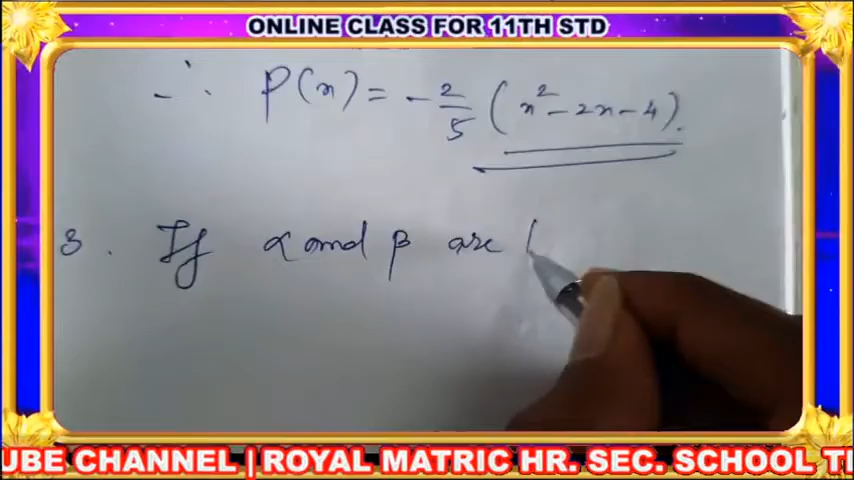 ONLINE CLASS FOR 11TH STD
∴ P(x) = -2/5 (x² - 2x - 4).
3. If α and β are
UBE CHANNEL | ROYAL MATRIC HR. SEC. SCHOOL T